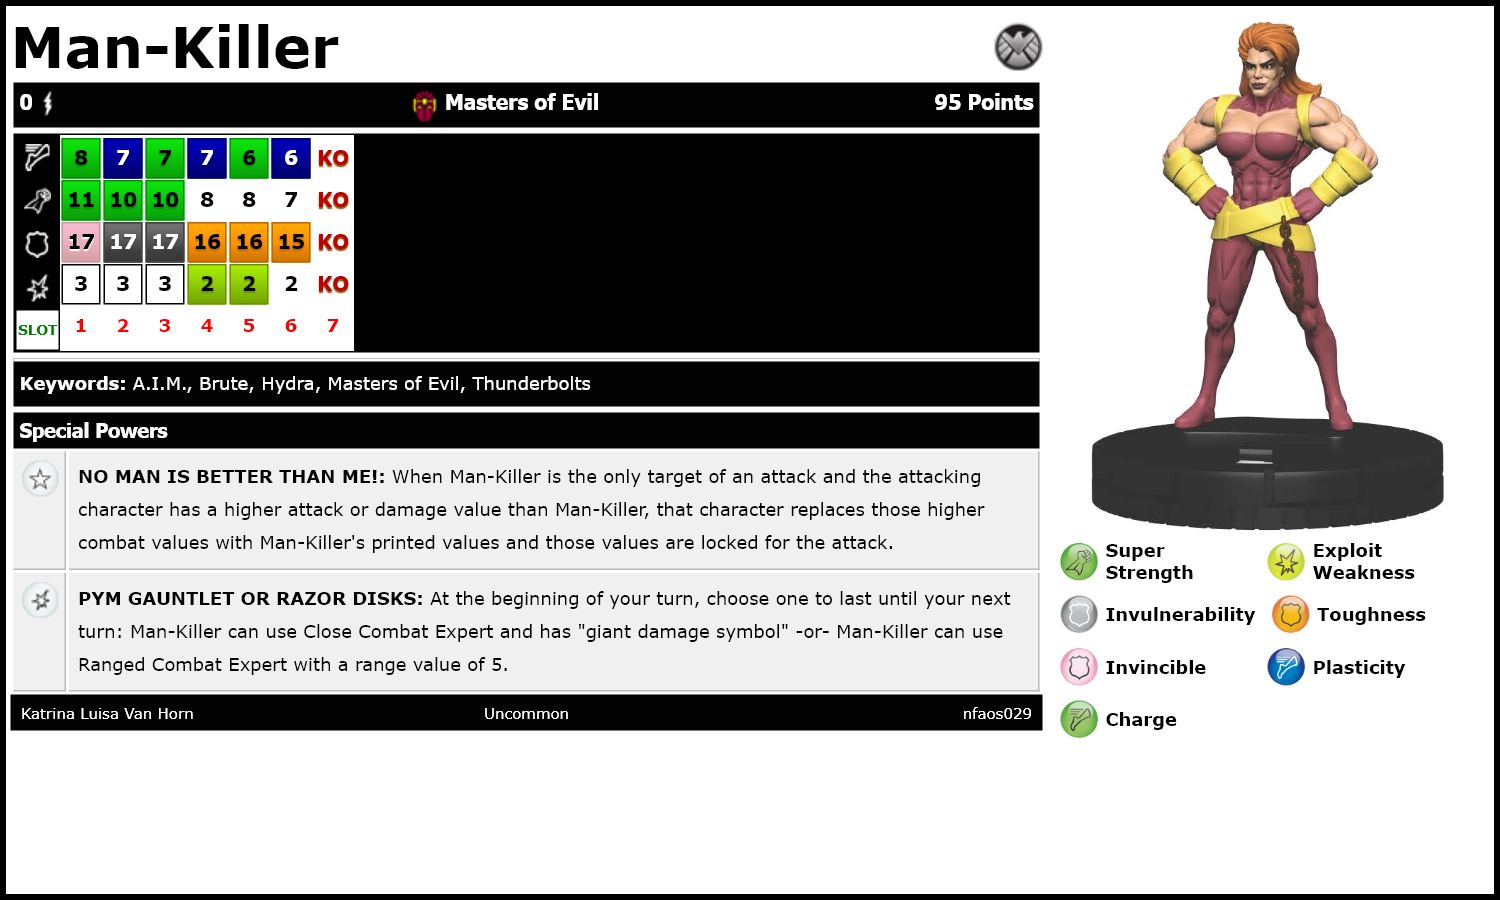 Man-Killer
0 Masters of Evil 95 Points
8 7 7 7 6 6 KO
11 10 10 8 8 7 KO
17 17 17 16 16 15 KO
3 3 3 2 2 2 KO
SLOT 1 2 3 4 5 6 7
Keywords: A.I.M., Brute, Hydra, Masters of Evil, Thunderbolts
Special Powers
NO MAN IS BETTER THAN ME!: When Man-Killer is the only target of an attack and the attacking
character has a higher attack or damage value than Man-Killer, that character replaces those higher
combat values with Man-Killer's printed values and those values are locked for the attack.
PYM GAUNTLET OR RAZOR DISKS: At the beginning of your turn, choose one to last until your next
turn: Man-Killer can use Close Combat Expert and has "giant damage symbol" -or- Man-Killer can use
Ranged Combat Expert with a range value of 5.
Katrina Luisa Van Horn Uncommon nfaos029
Super
Strength
Exploit
Weakness
Invulnerability
Toughness
Invincible
Plasticity
Charge